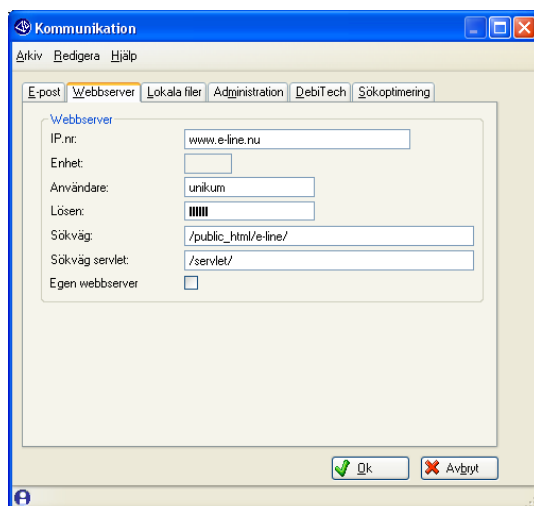 Kommunikation
Arkiv Redigera Hjälp
E-post Webbserver Lokala filer Administration DebiTech Sökoptimering
Webbserver
IP.nr: www.e-line.nu
Enhet:
Användare: unikum
Lösen:
Sökväg: /public_html/e-line/
Sökväg servlet: /servlet/
Egen webbserver
Ok Avbryt